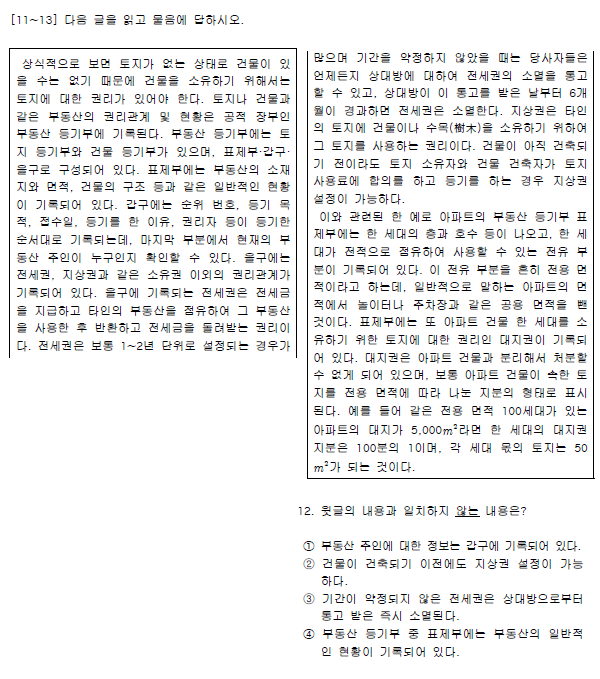 [11~13] 다음 글을 읽고 물음에 답하시오.
상식적으로 보면 토지가 없는 상태로 건물이 있
을 수는 없기 때문에 건물을 소유하기 위해서는
토지에 대한 권리가 있어야 한다. 토지나 건물과
같은 부동산의 권리관계 및 현황은 공적 장부인
부동산 등기부에 기록된다. 부동산 등기부에는 토
지 등기부와 건물 등기부가 있으며, 표제부·갑구·
을구로 구성되어 있다. 표제부에는 부동산의 소재
지와 면적, 건물의 구조 등과 같은 일반적인 현황
이 기록되어 있다. 갑구에는 순위 번호, 등기 목
적, 접수일, 등기를 한 이유, 권리자 등이 등기한
순서대로 기록되는데, 마지막 부분에서 현재의 부
동산 주인이 누구인지 확인할 수 있다. 을구에는
전세권, 지상권과 같은 소유권 이외의 권리관계가
기록되어 있다. 을구에 기록되는 전세권은 전세금
을 지급하고 타인의 부동산을 점유하여 그 부동산
을 사용한 후 반환하고 전세금을 돌려받는 권리이
다. 전세권은 보통 1~2년 단위로 설정되는 경우가
많으며 기간을 약정하지 않았을 때는 당사자들은
언제든지 상대방에 대하여 전세권의 소멸을 통고
할 수 있고, 상대방이 이 통고를 받은 날부터 6개
월이 경과하면 전세권은 소멸한다. 지상권은 타인
의 토지에 건물이나 수목(樹木)을 소유하기 위하여
그 토지를 사용하는 권리이다. 건물이 아직 건축되
기 전이라도 토지 소유자와 건물 건축자가 토지
사용료에 합의를 하고 등기를 하는 경우 지상권
설정이 가능하다.
이와 관련된 한 예로 아파트의 부동산 등기부 표
제부에는 한 세대의 층과 호수 등이 나오고, 한 세
대가 전적으로 점유하여 사용할 수 있는 전유 부
분이 기록되어 있다. 이 전유 부분을 흔히 전용 면
적이라고 하는데, 일반적으로 말하는 아파트의 면
적에서 놀이터나 주차장과 같은 공용 면적을 뺀
것이다. 표제부에는 또 아파트 건물 한 세대를 소
유하기 위한 토지에 대한 권리인 대지권이 기록되
어 있다. 대지권은 아파트 건물과 분리해서 처분할
수 없게 되어 있으며, 보통 아파트 건물이 속한 토
지를 전용 면적에 따라 나눈 지분의 형태로 표시
된다. 예를 들어 같은 전용 면적 100세대가 있는
아파트의 대지가 5,000m²라면 한 세대의 대지권
지분은 100분의 1이며, 각 세대 몫의 토지는 50
m²가 되는 것이다.
12. 윗글의 내용과 일치하지 않는 내용은?
① 부동산 주인에 대한 정보는 갑구에 기록되어 있다.
② 건물이 건축되기 이전에도 지상권 설정이 가능
하다.
③ 기간이 약정되지 않은 전세권은 상대방으로부터
통고 받은 즉시 소멸된다.
④ 부동산 등기부 중 표제부에는 부동산의 일반적
인 현황이 기록되어 있다.